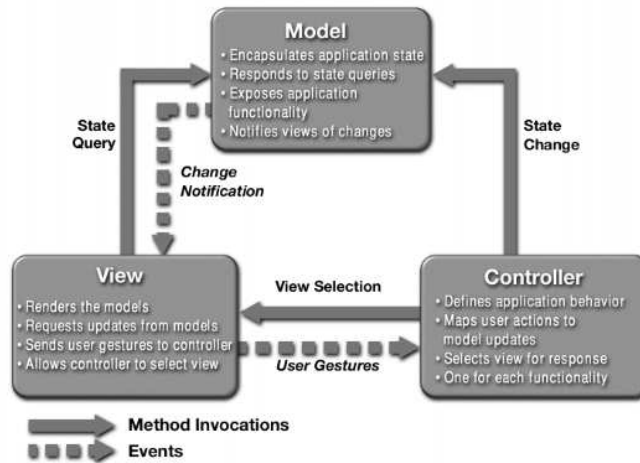 Model
• Encapsulates application state
• Responds to state queries
• Exposes application
functionality
• Notifies views of changes
State
Query
Change
Notification
State
Change
View
• Renders the models
• Requests updates from models
• Sends user gestures to controller
• Allows controller to select view
View Selection
User Gestures
Controller
• Defines application behavior
• Maps user actions to
model updates
• Selects view for response
• One for each functionality
Method Invocations
Events